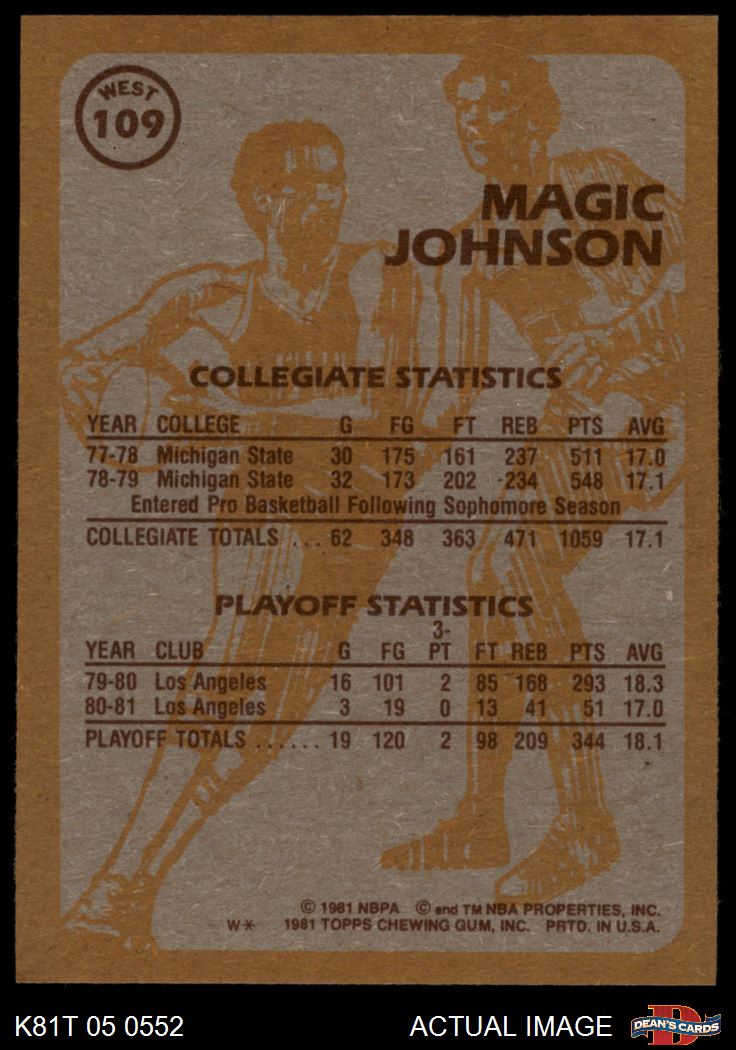 WEST
109
MAGIC
JOHNSON
COLLEGIATE STATISTICS
YEAR COLLEGE G FG FT REB PTS AVG
77-78 Michigan State 30 175 161 237 511 17.0
78-79 Michigan State 32 173 202 234 548 17.1
Entered Pro Basketball Following Sophomore Season
COLLEGIATE TOTALS ... 62 348 363 471 1059 17.1
PLAYOFF STATISTICS
3-
YEAR CLUB G FG PT FT REB PTS AVG
79-80 Los Angeles 16 101 2 85 168 293 18.3
80-81 Los Angeles 3 19 0 13 41 51 17.0
PLAYOFF TOTALS ...... 19 120 2 98 209 344 18.1
© 1981 NBPA © and TM NBA PROPERTIES, INC.
W* 1981 TOPPS CHEWING GUM, INC. PRTD. IN U.S.A.
K81T 05 0552 ACTUAL IMAGE DEAN'S CARDS